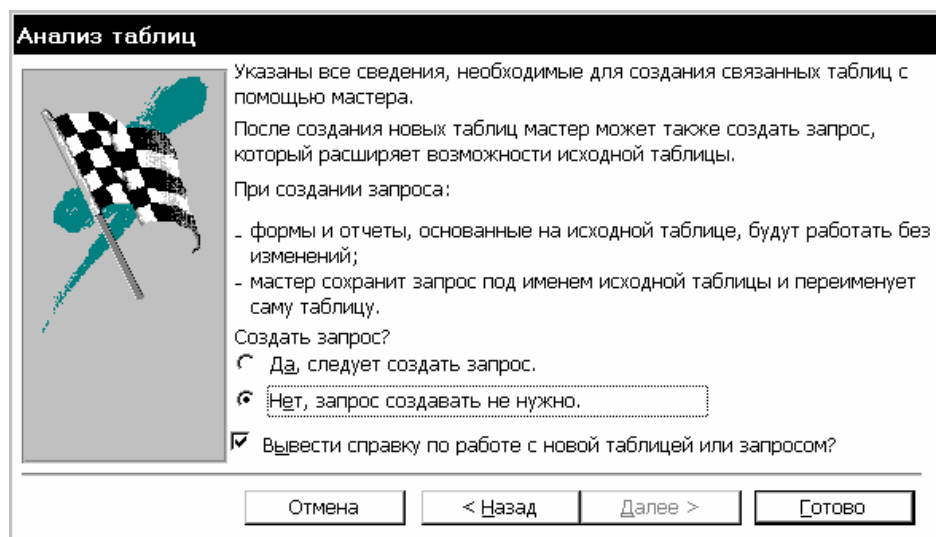 Анализ таблиц
Указаны все сведения, необходимые для создания связанных таблиц с
помощью мастера.
После создания новых таблиц мастер может также создать запрос,
который расширяет возможности исходной таблицы.
При создании запроса:
- формы и отчеты, основанные на исходной таблице, будут работать без
изменений;
- мастер сохранит запрос под именем исходной таблицы и переименует
саму таблицу.
Создать запрос?
Да, следует создать запрос.
Нет, запрос создавать не нужно.
Вывести справку по работе с новой таблицей или запросом?
Отмена
< Назад
Далее >
Готово